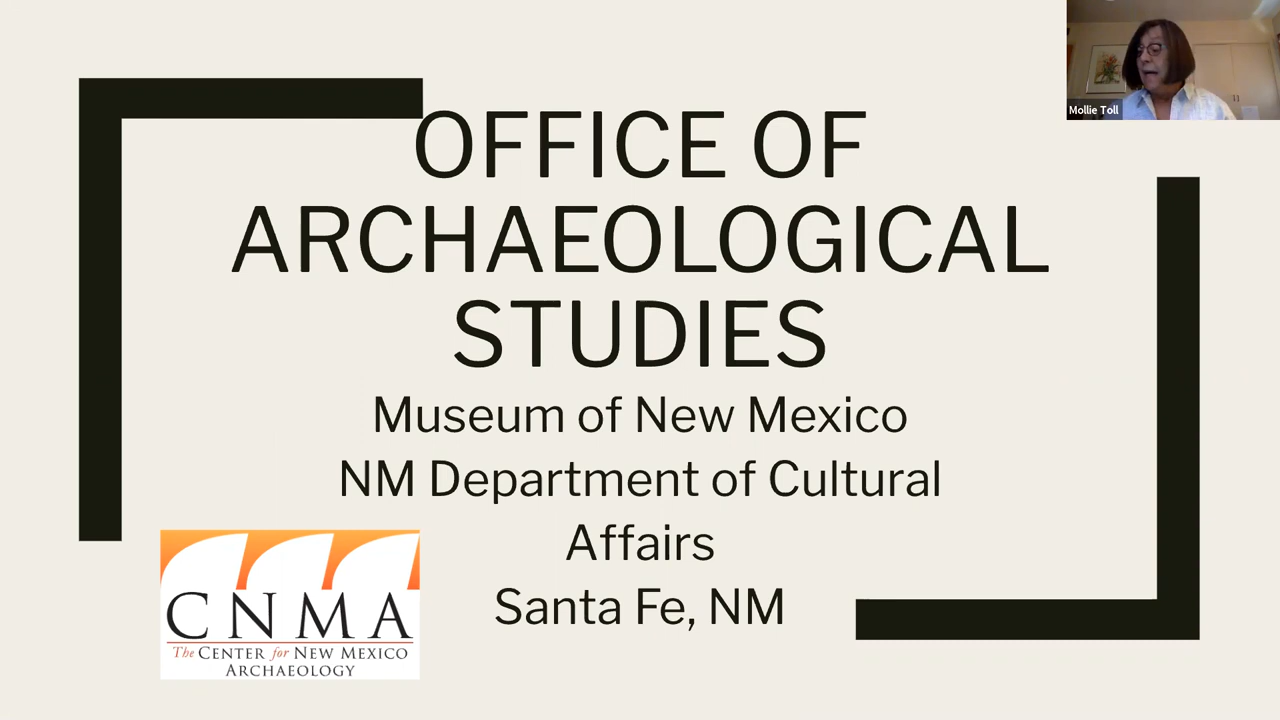 Mollie Toll
OFFICE OF
ARCHAEOLOGICAL
STUDIES
Museum of New Mexico
NM Department of Cultural
Affairs
Santa Fe, NM
CNMA
The CENTER for NEW MEXICO
ARCHAEOLOGY